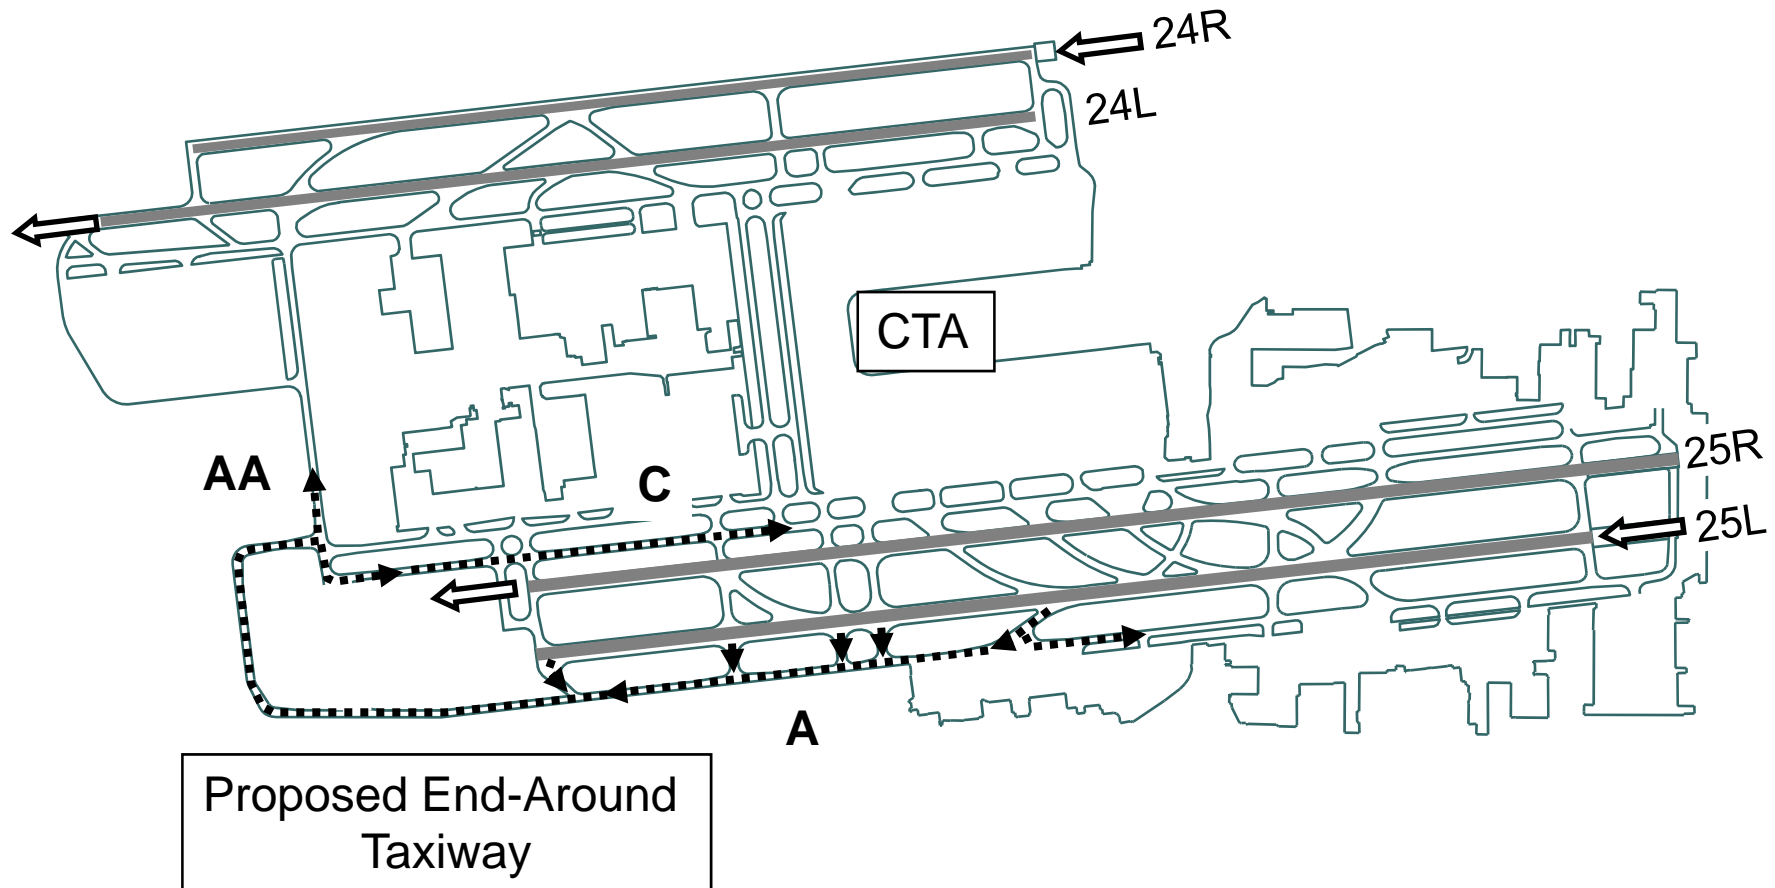 24R
24L
CTA
25R
AA
C
25L
A
Proposed End-Around
Taxiway